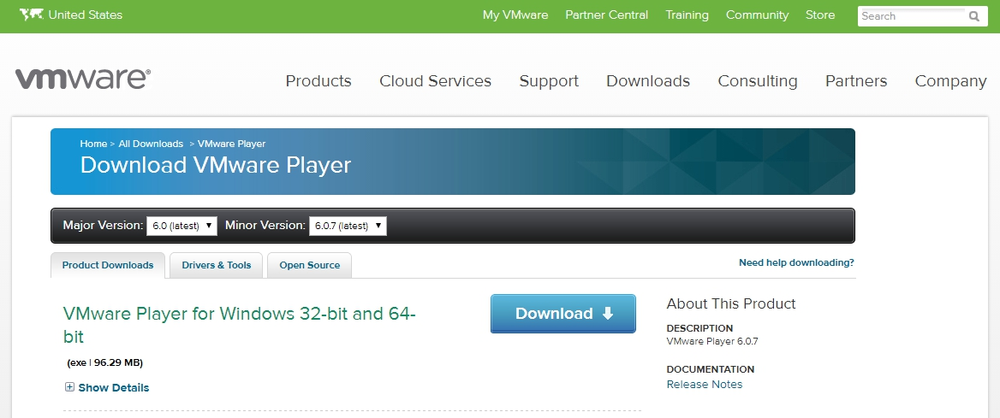 United States
My VMware Partner Central Training Community Store Search
vmware®
Products Cloud Services Support Downloads Consulting Partners Company
Home > All Downloads > VMware Player
Download VMware Player
Major Version: 6.0 (latest) Minor Version: 6.0.7 (latest)
Product Downloads Drivers & Tools Open Source Need help downloading?
VMware Player for Windows 32-bit and 64-
bit
(exe | 96.29 MB)
Show Details
Download
About This Product
DESCRIPTION
VMware Player 6.0.7
DOCUMENTATION
Release Notes